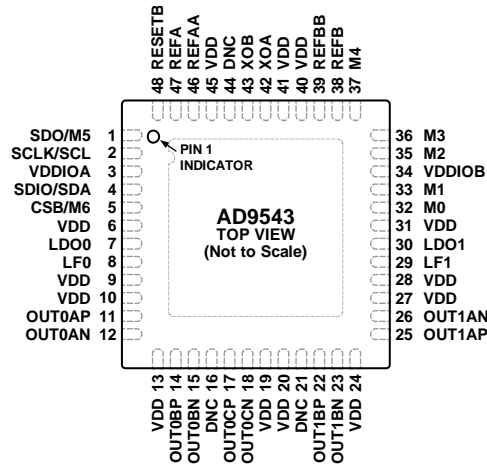 48 RESETB
47 REFA
46 REFAA
45 VDD
44 DNC
43 XOB
42 XOA
41 VDD
40 VDD
39 REFBB
38 REFB
37 M4
SDO/M5 1
SCLK/SCL 2
VDDIOA 3
SDIO/SDA 4
CSB/M6 5
VDD 6
LDO0 7
LF0 8
VDD 9
VDD 10
OUT0AP 11
OUT0AN 12
PIN 1
INDICATOR
AD9543
TOP VIEW
(Not to Scale)
36 M3
35 M2
34 VDDIOB
33 M1
32 M0
31 VDD
30 LDO1
29 LF1
28 VDD
27 VDD
26 OUT1AN
25 OUT1AP
VDD 13
OUT0BP 14
OUT0BN 15
DNC 16
OUT0CP 17
OUT0CN 18
VDD 19
VDD 20
DNC 21
OUT1BP 22
OUT1BN 23
VDD 24